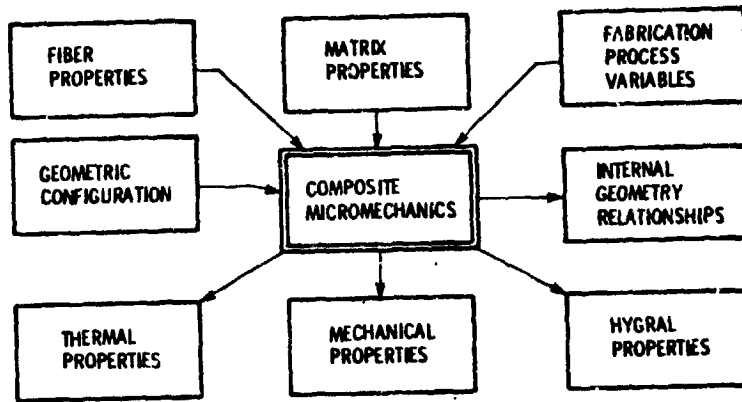 FIBER
PROPERTIES
MATRIX
PROPERTIES
FABRICATION
PROCESS
VARIABLES
GEOMETRIC
CONFIGURATION
COMPOSITE
MICROMECHANICS
INTERNAL
GEOMETRY
RELATIONSHIPS
THERMAL
PROPERTIES
MECHANICAL
PROPERTIES
HYGRAL
PROPERTIES